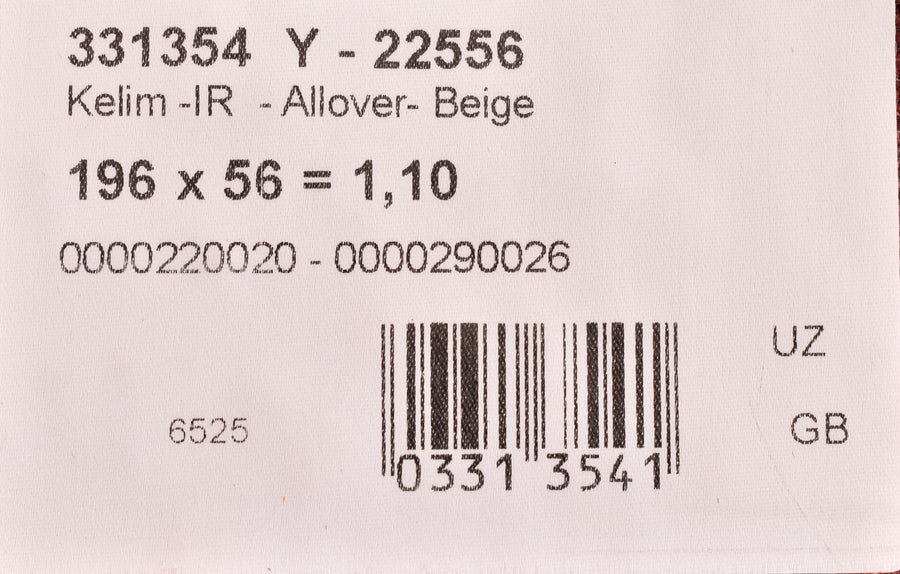 331354 Y - 22556
Kelim -IR - Allover- Beige
196 x 56 = 1,10
0000220020 - 0000290026
UZ
6525
GB
0331 3541